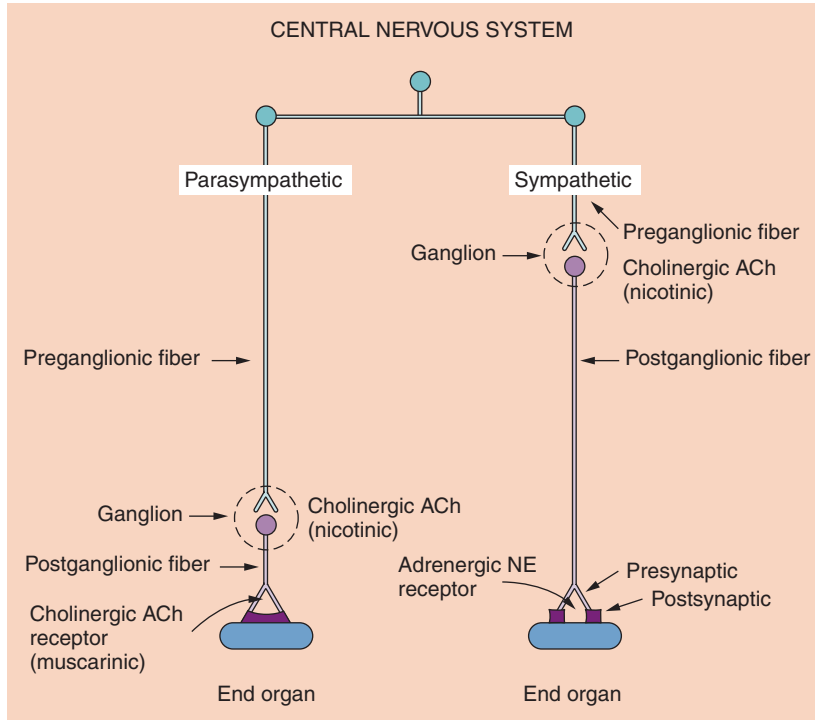 CENTRAL NERVOUS SYSTEM
Parasympathetic
Sympathetic
Preganglionic fiber
Ganglion
Cholinergic ACh
(nicotinic)
Preganglionic fiber
Postganglionic fiber
Ganglion
Cholinergic ACh
(nicotinic)
Postganglionic fiber
Cholinergic ACh
receptor
(muscarinic)
Adrenergic NE
receptor
Presynaptic
Postsynaptic
End organ
End organ